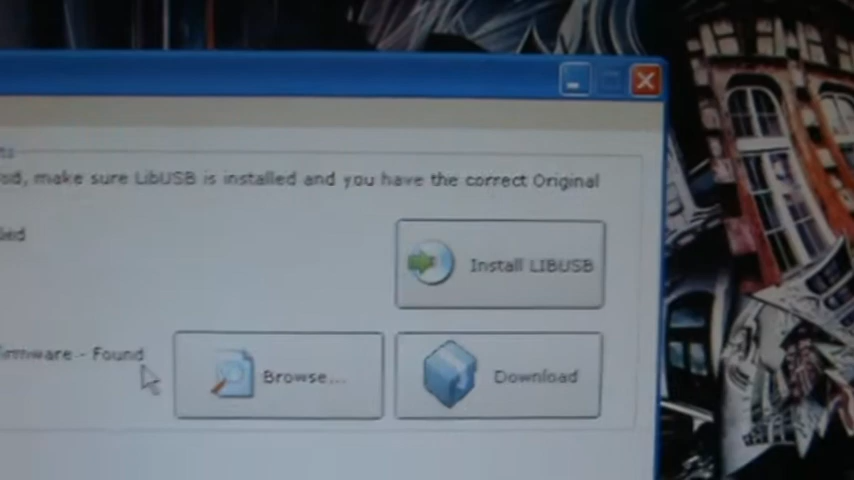 make sure LibUSB is installed and you have the correct Original
Install LIBUSB
- Found
Browse...
Download